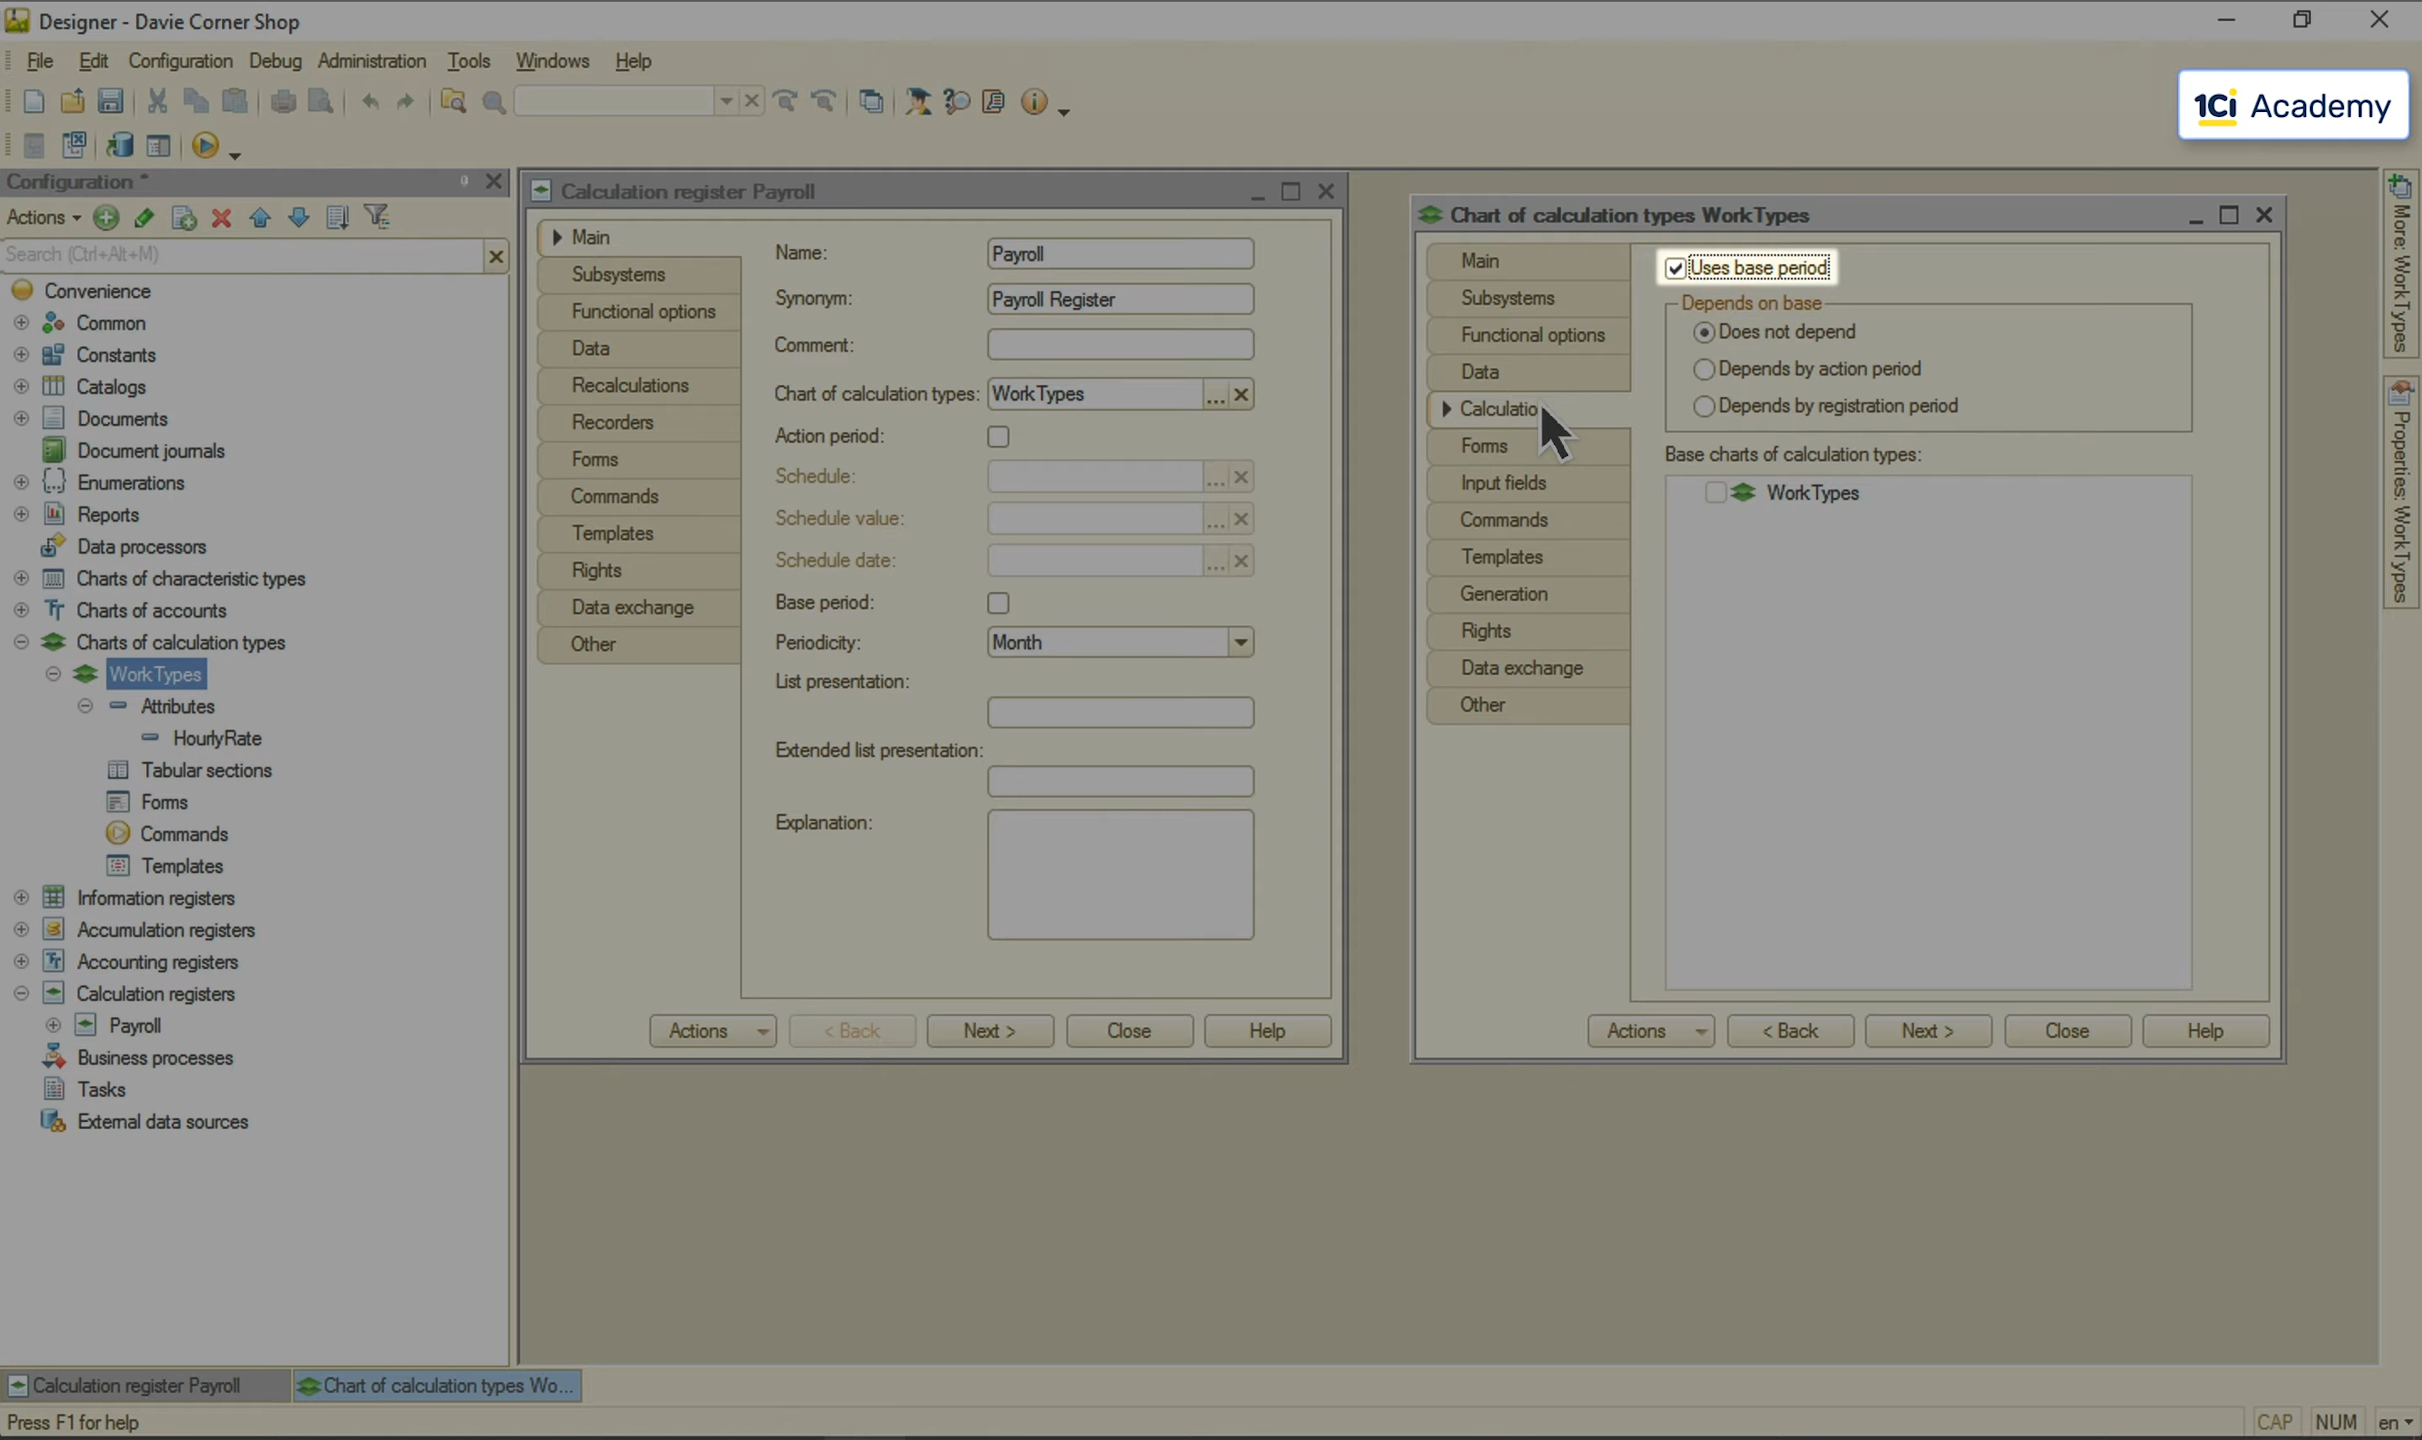 Designer - Davie Corner Shop
File Edit Configuration Debug Administration Tools Windows Help
1Ci Academy
Configuration *
Actions
Search (Ctrl+Alt+M)
Convenience
Common
Constants
Catalogs
Documents
Document journals
Enumerations
Reports
Data processors
Charts of characteristic types
Charts of accounts
Charts of calculation types
WorkTypes
Attributes
HourlyRate
Tabular sections
Forms
Commands
Templates
Information registers
Accumulation registers
Accounting registers
Calculation registers
Payroll
Business processes
Tasks
External data sources
Calculation register Payroll
Main
Subsystems
Functional options
Data
Recalculations
Recorders
Forms
Commands
Templates
Rights
Data exchange
Other
Name: Payroll
Synonym: Payroll Register
Comment:
Chart of calculation types: WorkTypes ...
Action period:
Schedule: ...
Schedule value: ...
Schedule date: ...
Base period:
Periodicity: Month
List presentation:
Extended list presentation:
Explanation:
Actions < Back Next > Close Help
Chart of calculation types WorkTypes
Main
Subsystems
Functional options
Data
Calculatio
Forms
Input fields
Commands
Templates
Generation
Rights
Data exchange
Other
Uses base period
Depends on base
Does not depend
Depends by action period
Depends by registration period
Base charts of calculation types:
WorkTypes
Actions < Back Next > Close Help
More: WorkTypes
Properties: WorkTypes
Calculation register Payroll
Chart of calculation types Wo...
Press F1 for help
CAP NUM en